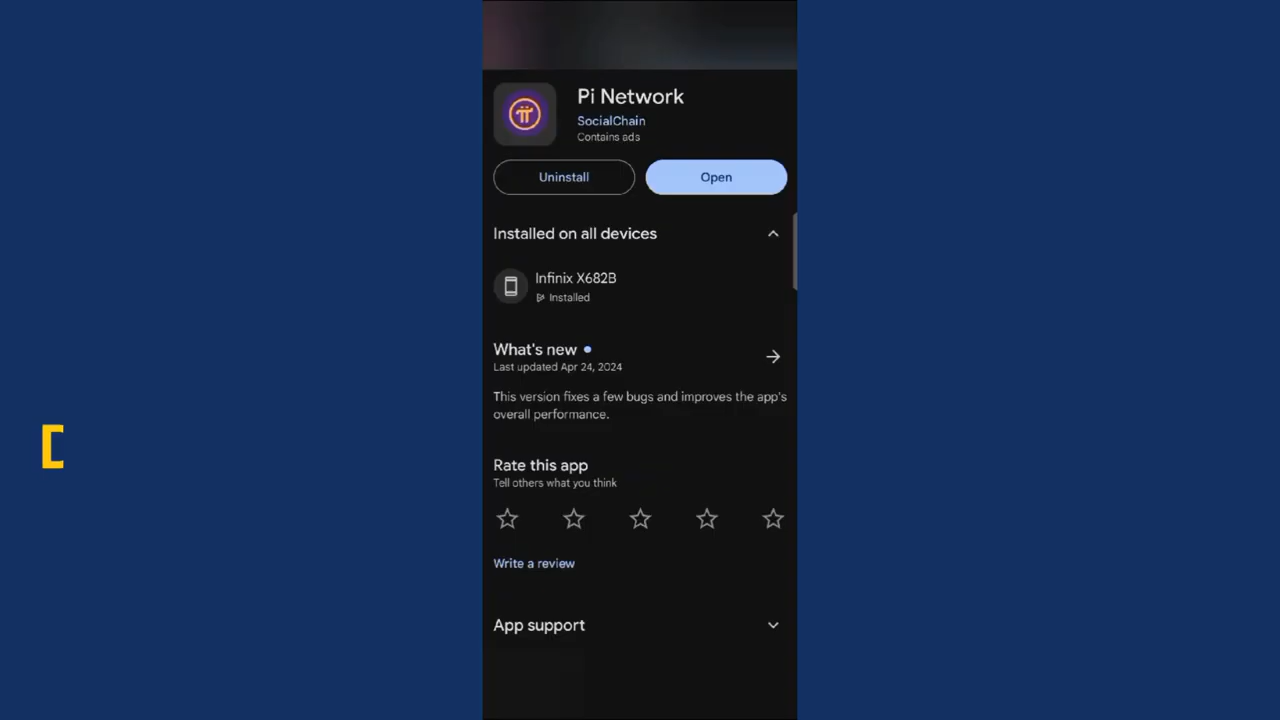 Pi Network
SocialChain
Contains ads
Uninstall
Open
Installed on all devices
Infinix X682B
Installed
What's new
Last updated Apr 24, 2024
This version fixes a few bugs and improves the app's
overall performance.
Rate this app
Tell others what you think
Write a review
App support